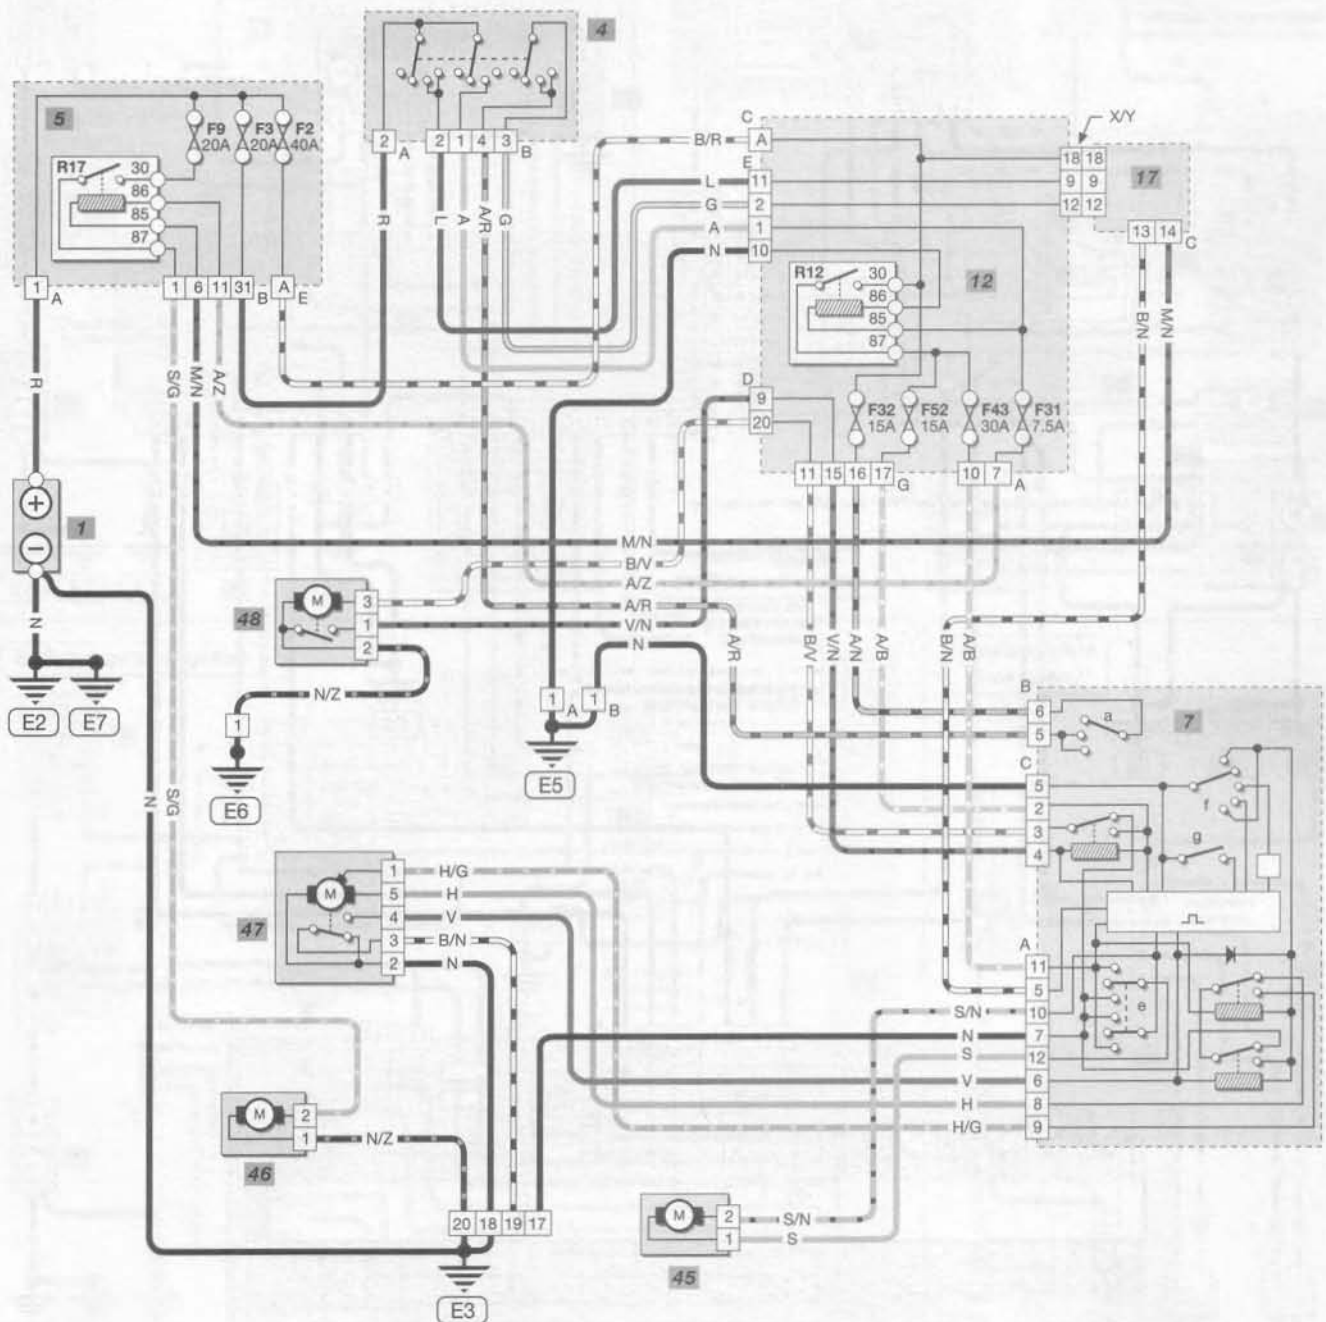 4
2 A 2 1 4 3 B
5
F9 20A
F3 20A
F2 40A
R17 30
86
85
87
1 A 1 6 11 31 B A E
C
B/R A
E
L 11
G 2
A 1
N 10
X/Y
18 18
9 9
12 12
17
13 14 C
R L A A/R G
R12 30
86
85
87
12
D
9
20
F32 15A
F52 15A
F43 30A
F31 7.5A
11 15 16 17 G 10 7 A
B/N M/N
R S/G M/N A/Z
+
−
1
M/N
B/V
A/Z
A/R
V/N
N
48
M 3
1
2
N
N/Z
E2 E7
1
E6
1 A 1 B
E5
A/R B/V V/N A/N A/B B/N A/B
B
6
5
a
7
C
5
2
3
4
f
g
N S/G
47
M
1 H/G
5 H
4 V
3 B/N
2 N
A
11
5
S/N 10
N 7
S 12
V 6
H 8
H/G 9
e
46
M 2
1 N/Z
20 18 19 17
E3
M 2 S/N
1 S
45